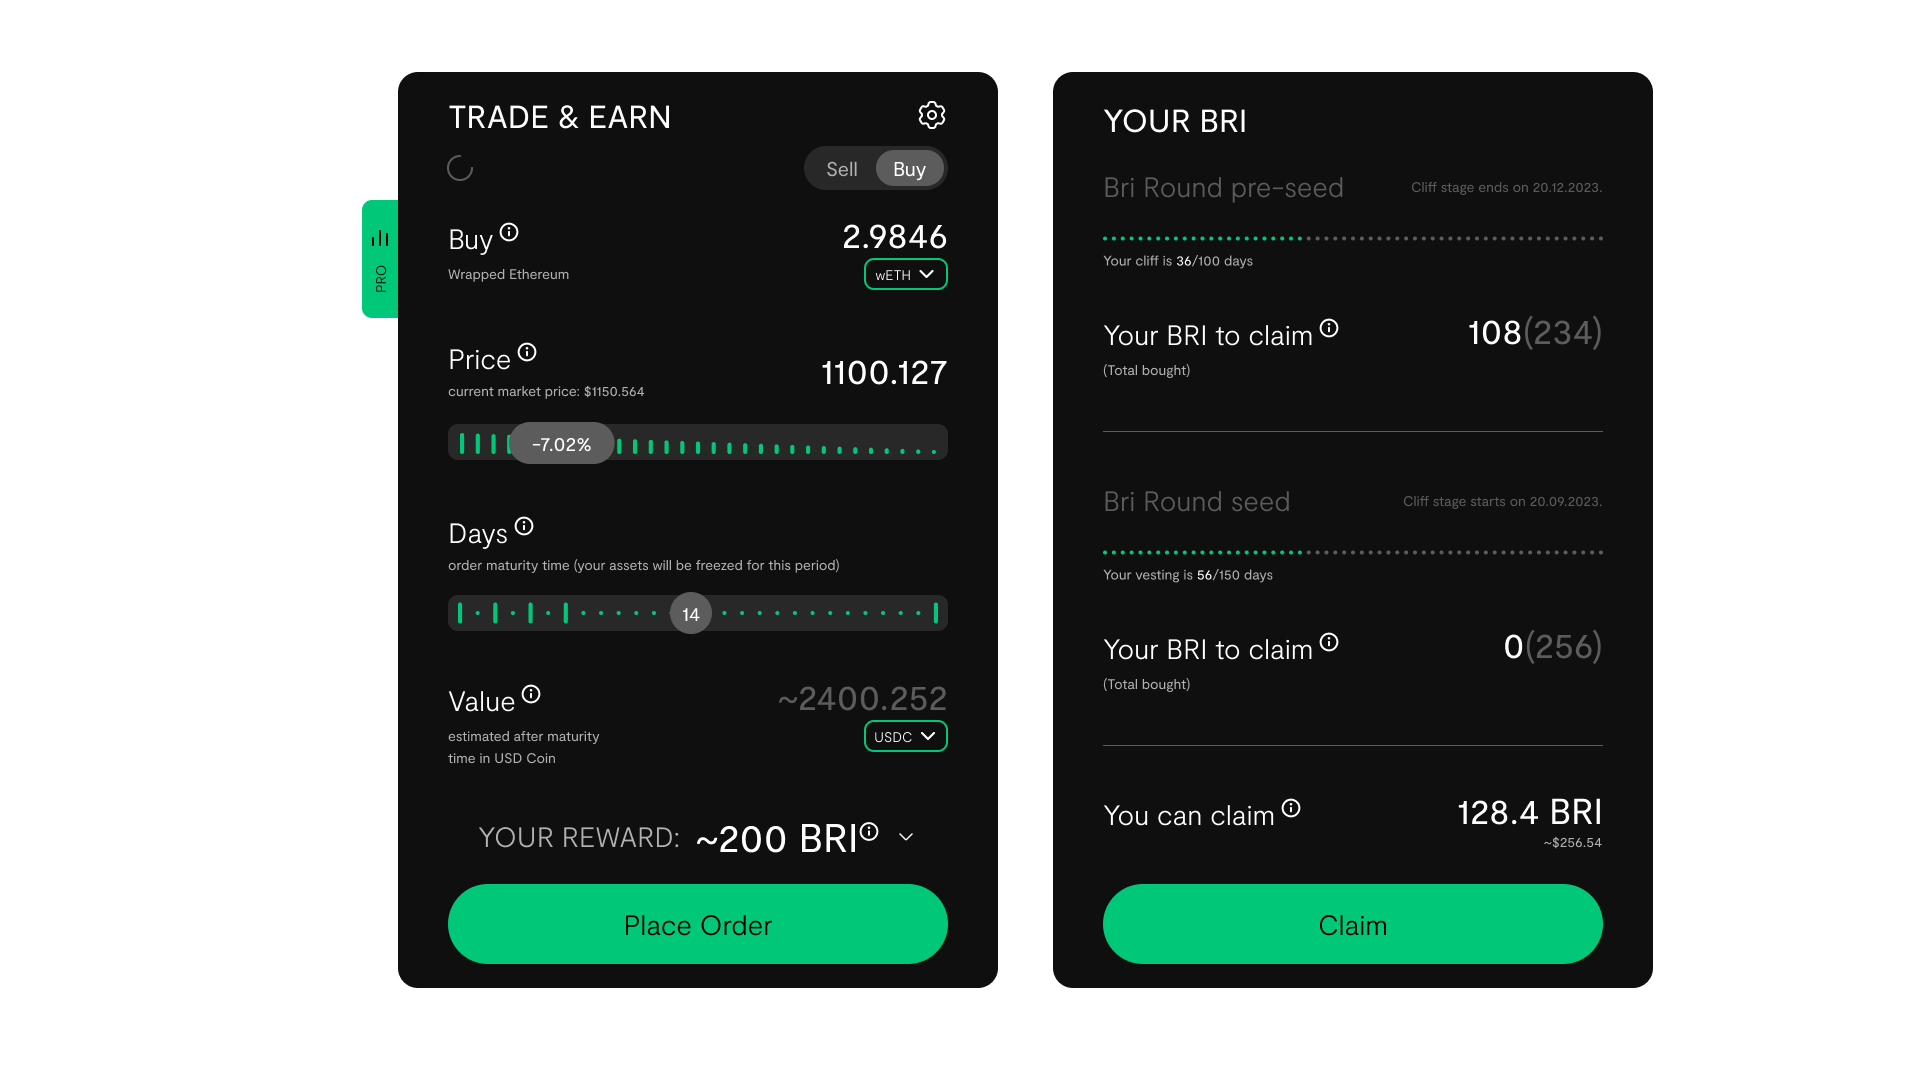 TRADE & EARN
Sell Buy
PRO
Buy 2.9846
Wrapped Ethereum wETH
Price 1100.127
current market price: $1150.564
-7.02%
Days
order maturity time (your assets will be freezed for this period)
14
Value ~2400.252
estimated after maturity USDC
time in USD Coin
YOUR REWARD: ~200 BRI
Place Order
YOUR BRI
Bri Round pre-seed Cliff stage ends on 20.12.2023.
Your cliff is 36/100 days
Your BRI to claim 108(234)
(Total bought)
Bri Round seed Cliff stage starts on 20.09.2023.
Your vesting is 56/150 days
Your BRI to claim 0(256)
(Total bought)
You can claim 128.4 BRI
~$256.54
Claim